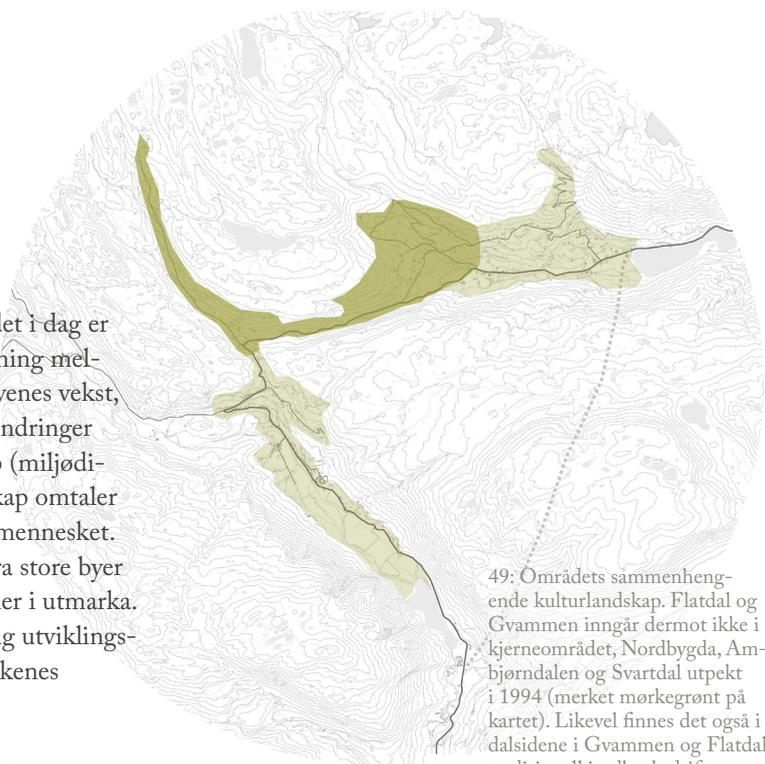 et i dag er
ning mel-
yenes vekst,
ndringer
(miljødi-
kap omtaler
mennesket.
ra store byer
er i utmarka.
g utviklings-
kenes
49: Områdets sammenheng-
ende kulturlandskap. Flatdal og
Gvammen inngår dermot ikke i
kjerneområdet, Nordbygda, Am-
bjørndalen og Svartdal utpekt
i 1994 (merket mørkegrønt på
kartet). Likevel finnes det også i
dalsidene i Gvammen og Flatdal